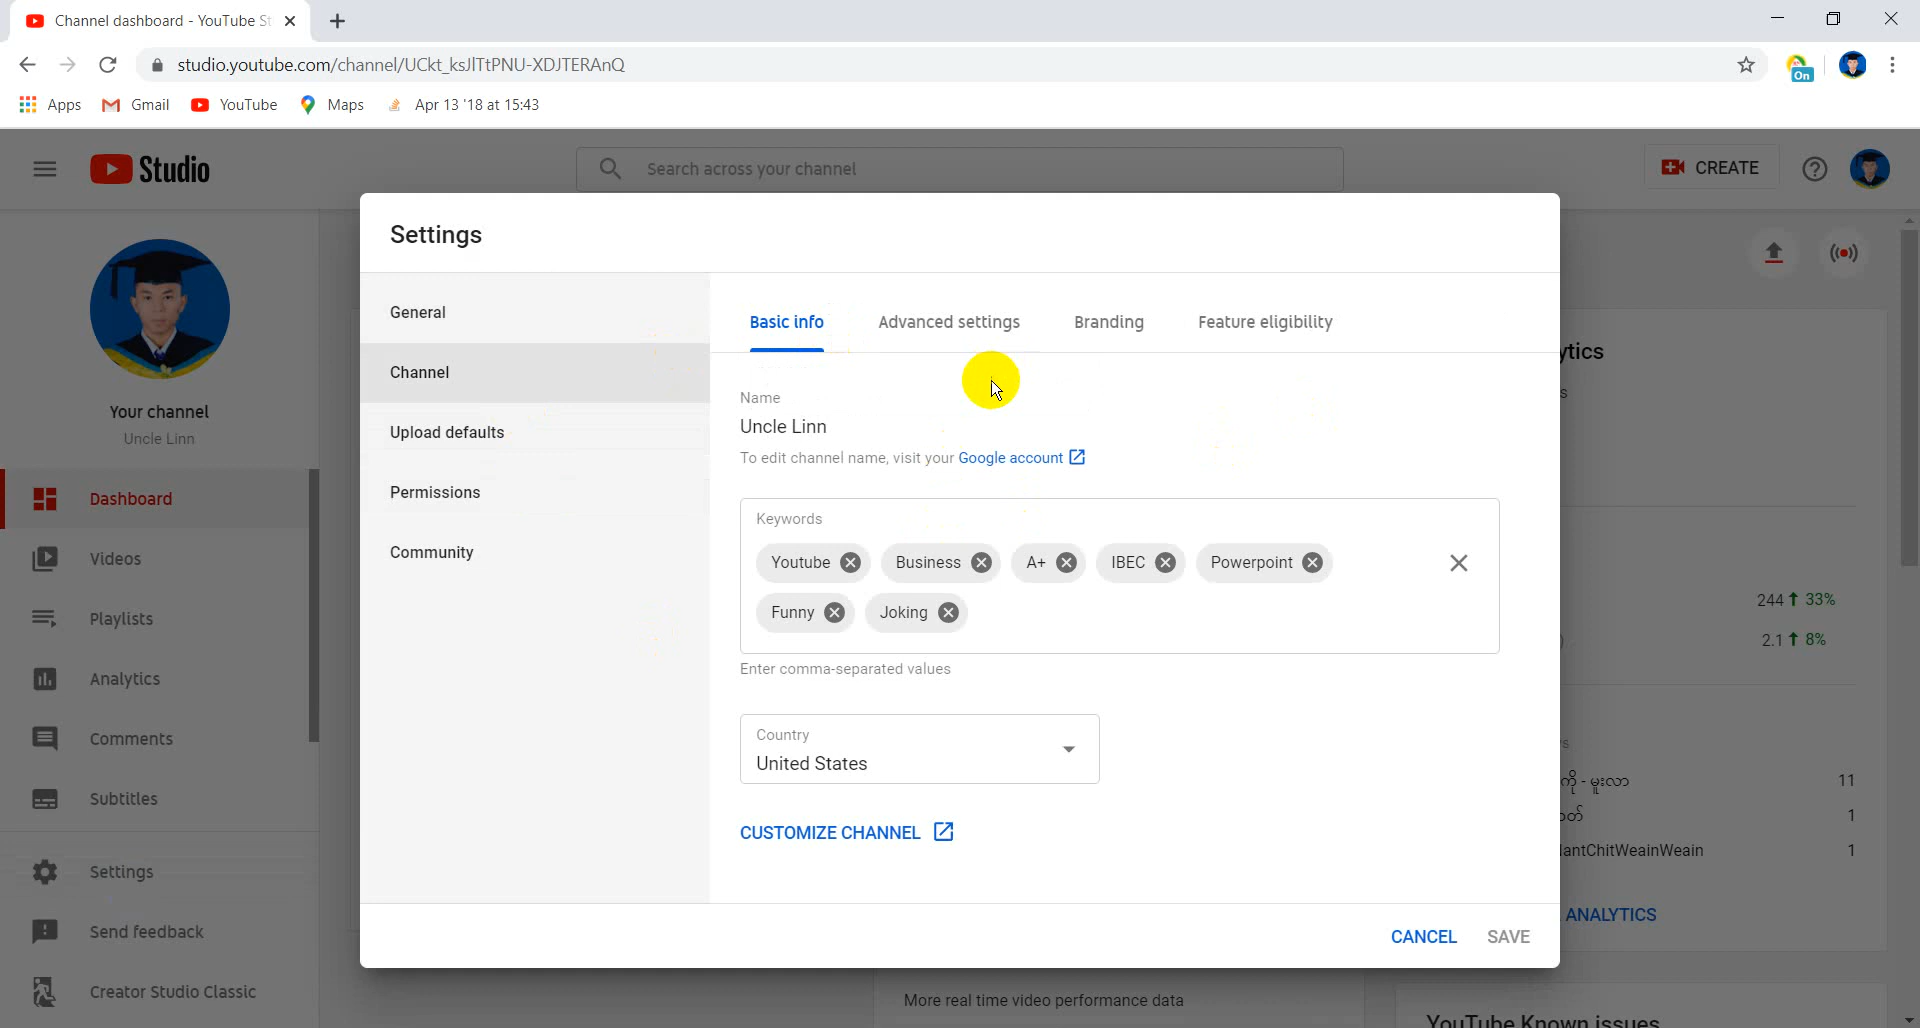 Channel dashboard - YouTube St
studio.youtube.com/channel/UCkt_ksJlTtPNU-XDJTERAnQ
On
Apps Gmail YouTube Maps Apr 13 '18 at 15:43
Studio
Search across your channel
CREATE
Settings
General
Channel
Upload defaults
Permissions
Community
Basic info Advanced settings Branding Feature eligibility
Name
Uncle Linn
To edit channel name, visit your Google account
Keywords
Youtube Business A+ IBEC Powerpoint
Funny Joking
Enter comma-separated values
Country
United States
CUSTOMIZE CHANNEL
CANCEL SAVE
Your channel
Uncle Linn
Dashboard
Videos
Playlists
Analytics
Comments
Subtitles
Settings
Send feedback
Creator Studio Classic
ytics
s
244 ↑ 33%
2.1 ↑ 8%
s
ကို - မူးလာ 11
1
lantChitWeainWeain 1
ANALYTICS
More real time video performance data
YouTube Known issues